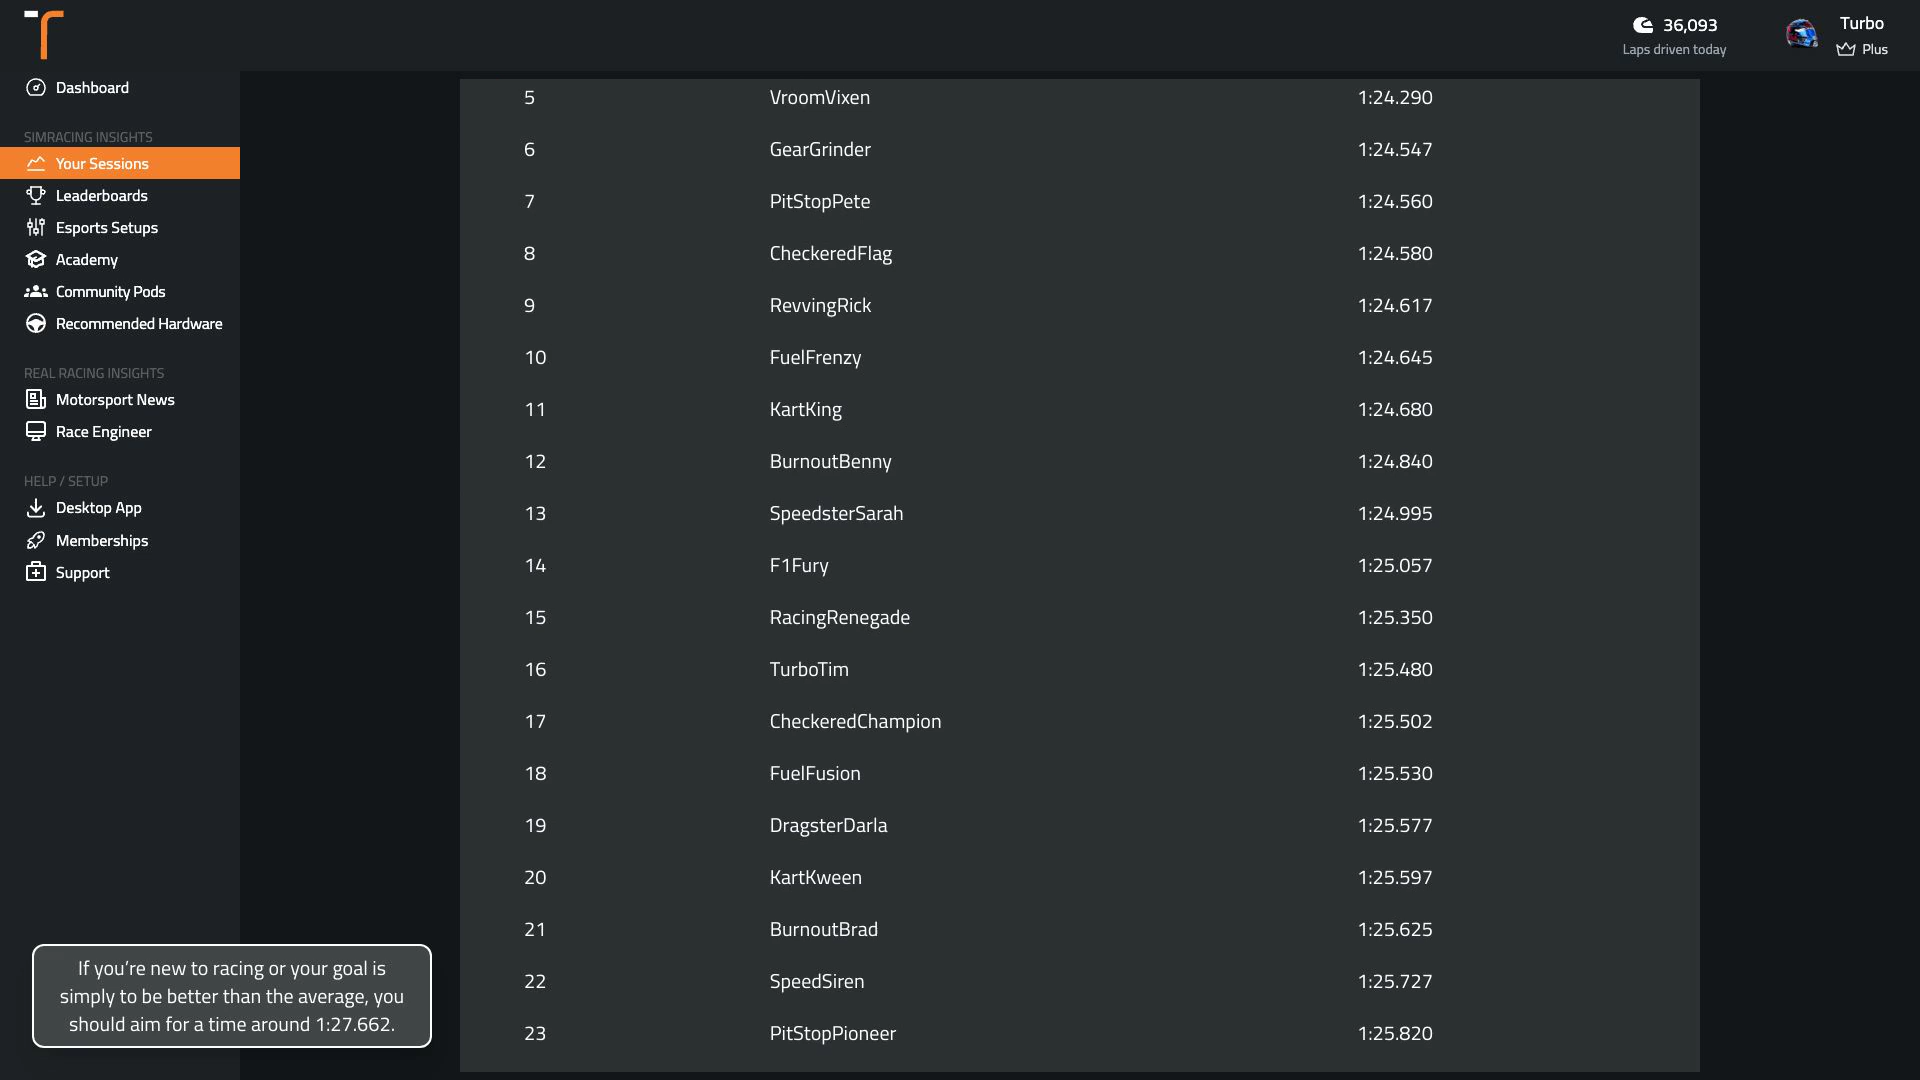 36,093
Laps driven today
Turbo
Plus
Dashboard
SIMRACING INSIGHTS
Your Sessions
Leaderboards
Esports Setups
Academy
Community Pods
Recommended Hardware
REAL RACING INSIGHTS
Motorsport News
Race Engineer
HELP / SETUP
Desktop App
Memberships
Support
5 VroomVixen 1:24.290
6 GearGrinder 1:24.547
7 PitStopPete 1:24.560
8 CheckeredFlag 1:24.580
9 RevvingRick 1:24.617
10 FuelFrenzy 1:24.645
11 KartKing 1:24.680
12 BurnoutBenny 1:24.840
13 SpeedsterSarah 1:24.995
14 F1Fury 1:25.057
15 RacingRenegade 1:25.350
16 TurboTim 1:25.480
17 CheckeredChampion 1:25.502
18 FuelFusion 1:25.530
19 DragsterDarla 1:25.577
20 KartKween 1:25.597
21 BurnoutBrad 1:25.625
22 SpeedSiren 1:25.727
23 PitStopPioneer 1:25.820
If you’re new to racing or your goal is
simply to be better than the average, you
should aim for a time around 1:27.662.